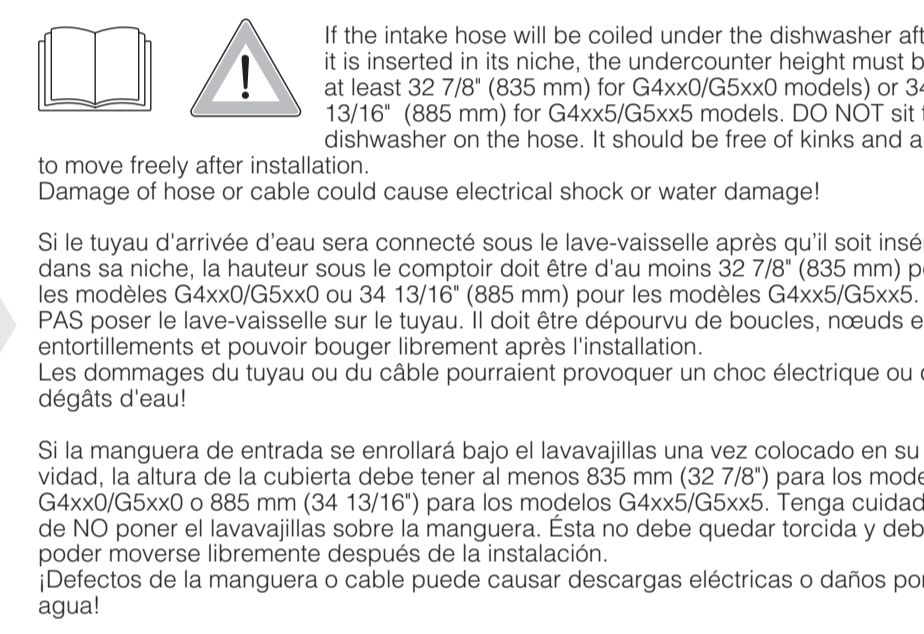 If the intake hose will be coiled under the dishwasher
it is inserted in its niche, the undercounter height must
at least 32 7/8" (835 mm) for G4xx0/G5xx0 models) or
13/16" (885 mm) for G4xx5/G5xx5 models. DO NOT sit
dishwasher on the hose. It should be free of kinks and
to move freely after installation.
Damage of hose or cable could cause electrical shock or water damage!
Si le tuyau d'arrivée d'eau sera connecté sous le lave-vaisselle après qu'il soit
dans sa niche, la hauteur sous le comptoir doit être d'au moins 32 7/8" (835 mm)
les modèles G4xx0/G5xx0 ou 34 13/16" (885 mm) pour les modèles G4xx5/G5xx5.
PAS poser le lave-vaisselle sur le tuyau. Il doit être dépourvu de boucles, nœuds
entortillements et pouvoir bouger librement après l'installation.
Les dommages du tuyau ou du câble pourraient provoquer un choc électrique ou
dégâts d'eau!
Si la manguera de entrada se enrollará bajo el lavavajillas una vez colocado en su
vidad, la altura de la cubierta debe tener al menos 835 mm (32 7/8") para los
G4xx0/G5xx0 o 885 mm (34 13/16") para los modelos G4xx5/G5xx5. Tenga
de NO poner el lavavajillas sobre la manguera. Ésta no debe quedar torcida y
poder moverse libremente después de la instalación.
¡Defectos de la manguera o cable puede causar descargas eléctricas o daños
agua!